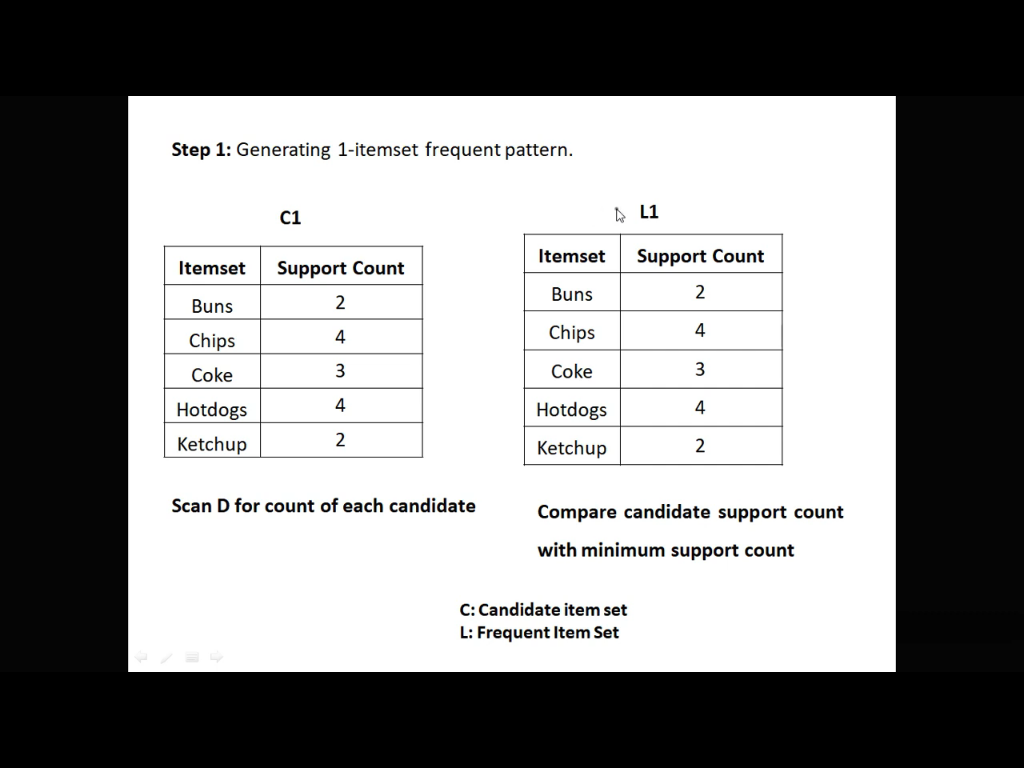 Step 1: Generating 1-itemset frequent pattern.
C1
Itemset Support Count
Buns 2
Chips 4
Coke 3
Hotdogs 4
Ketchup 2
Scan D for count of each candidate
L1
Itemset Support Count
Buns 2
Chips 4
Coke 3
Hotdogs 4
Ketchup 2
Compare candidate support count
with minimum support count
C: Candidate item set
L: Frequent Item Set